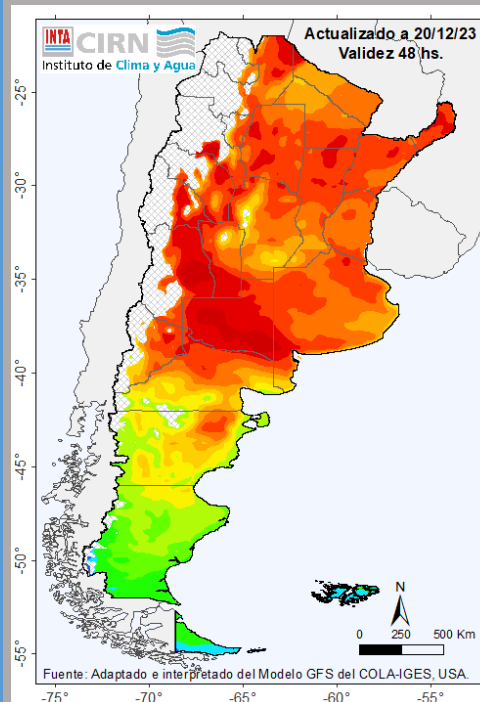 INTA CIRN
Instituto de Clima y Agua
Actualizado a 20/12/23
Validez 48 hs.
-25°
-30°
-35°
-40°
-45°
-50°
-55°
N
0 250 500 Km
Fuente: Adaptado e interpretado del Modelo GFS del COLA-IGES, USA.
-75° -70° -65° -60° -55°